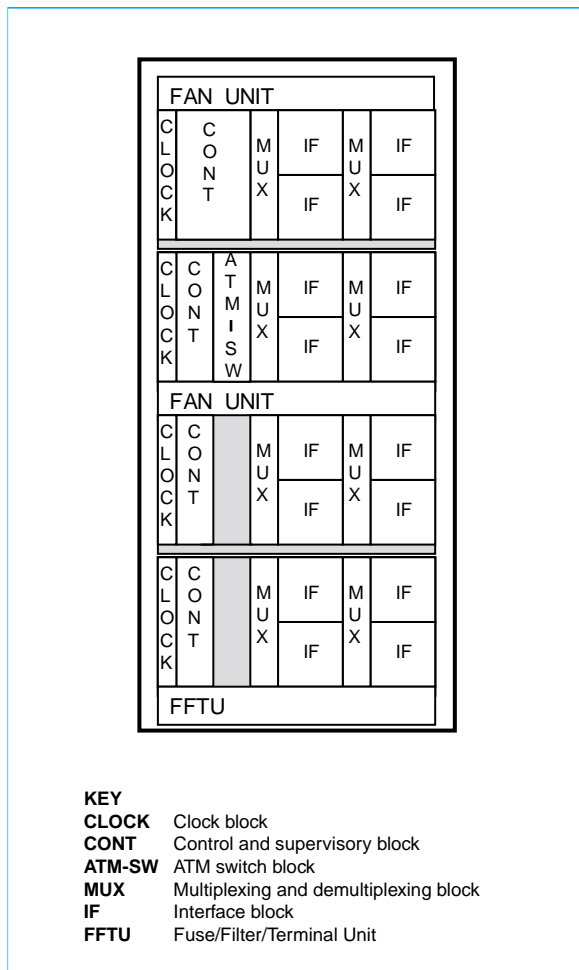 FAN UNIT
CLOCK CONT MUX IF MUX IF
IF IF
CLOCK CONT ATM-SW MUX IF MUX IF
IF IF
FAN UNIT
CLOCK CONT MUX IF MUX IF
IF IF
CLOCK CONT MUX IF MUX IF
IF IF
FFTU
KEY
CLOCK Clock block
CONT Control and supervisory block
ATM-SW ATM switch block
MUX Multiplexing and demultiplexing block
IF Interface block
FFTU Fuse/Filter/Terminal Unit